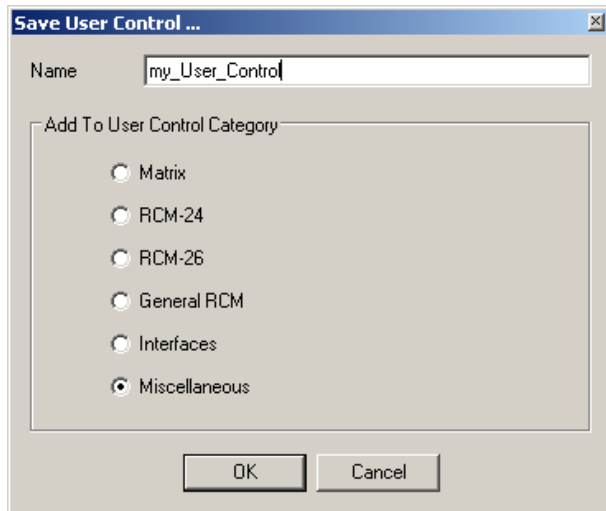 Save User Control ...
Name my_User_Control
Add To User Control Category
Matrix
RCM-24
RCM-26
General RCM
Interfaces
Miscellaneous
OK Cancel